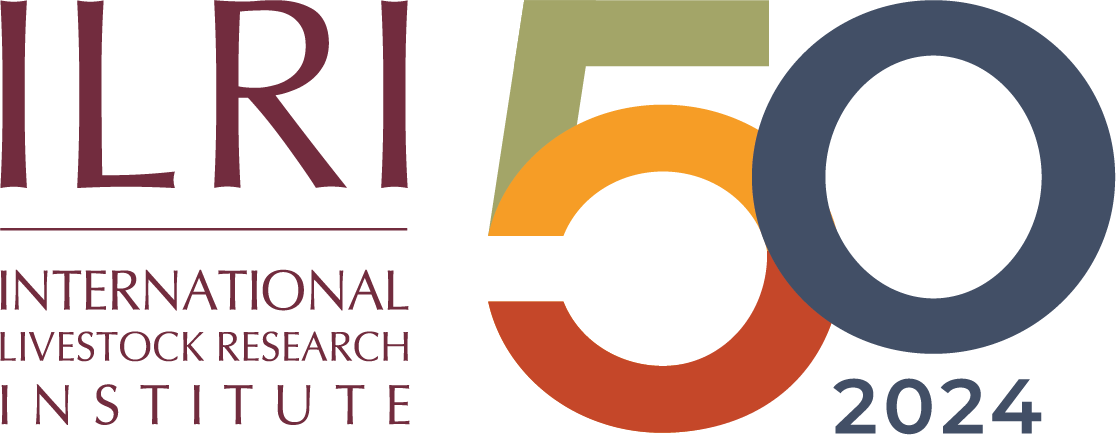 ILRI
INTERNATIONAL
LIVESTOCK RESEARCH
INSTITUTE
50
2024